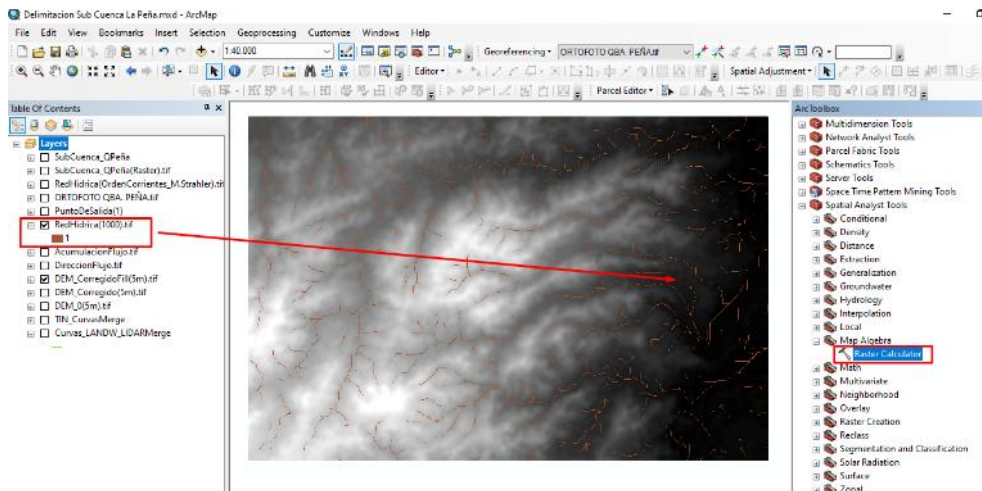 Delimitacion Sub Cuenca La Peña.mxd - ArcMap
File Edit View Bookmarks Insert Selection Geoprocessing Customize Windows Help
1:40.000 Georeferencing ORTOFOTO QBA. PEÑA.tif
Editor Spatial Adjustment
Parcel Editor
Table Of Contents
Layers
SubCuenca_QPeña
SubCuenca_QPeña(Raster).tif
RedHidrica(OrdenCorrientes_M.Strahler).tif
ORTOFOTO QBA. PEÑA.tif
PuntoDeSalida(1)
RedHidrica(1000).tif
1
AcumulacionFlujo.tif
DireccionFlujo.tif
DEM_CorregidoFill(5m).tif
DEM_Corregido(5m).tif
DEM_0(5m).tif
TIN_CurvasMerge
Curvas_LANDW_LIDARMerge
ArcToolbox
Multidimension Tools
Network Analyst Tools
Parcel Fabric Tools
Schematics Tools
Server Tools
Space Time Pattern Mining Tools
Spatial Analyst Tools
Conditional
Density
Distance
Extraction
Generalization
Groundwater
Hydrology
Interpolation
Local
Map Algebra
Raster Calculator
Math
Multivariate
Neighborhood
Overlay
Raster Creation
Reclass
Segmentation and Classification
Solar Radiation
Surface
Zonal